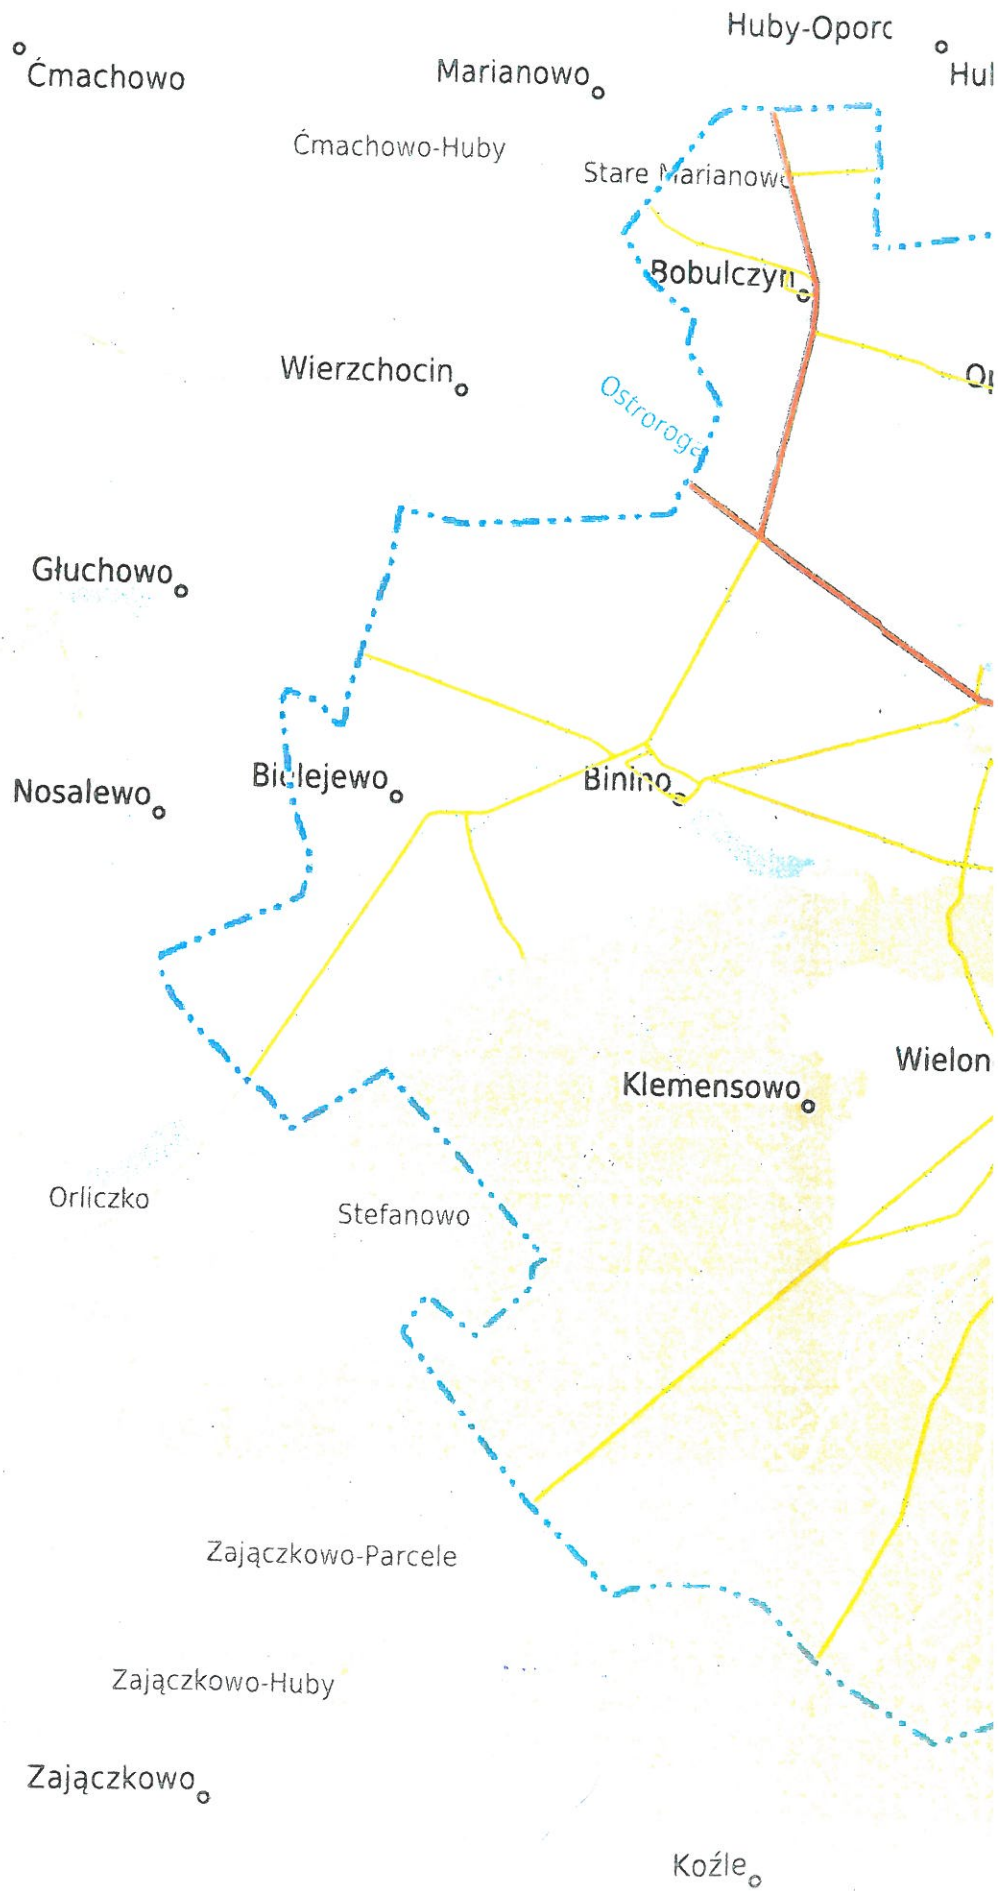 Huby-Oporc
Ćmachowo
Marianowo
Hul
Ćmachowo-Huby
Stare Marianowo
Bobulczyn
Wierzchocin
Ostroroga
Głuchowo
Bielejewo
Binino
Nosalewo
Wielon
Klemensowo
Orliczko
Stefanowo
Zajączkowo-Parcele
Zajączkowo-Huby
Zajączkowo
Koźle